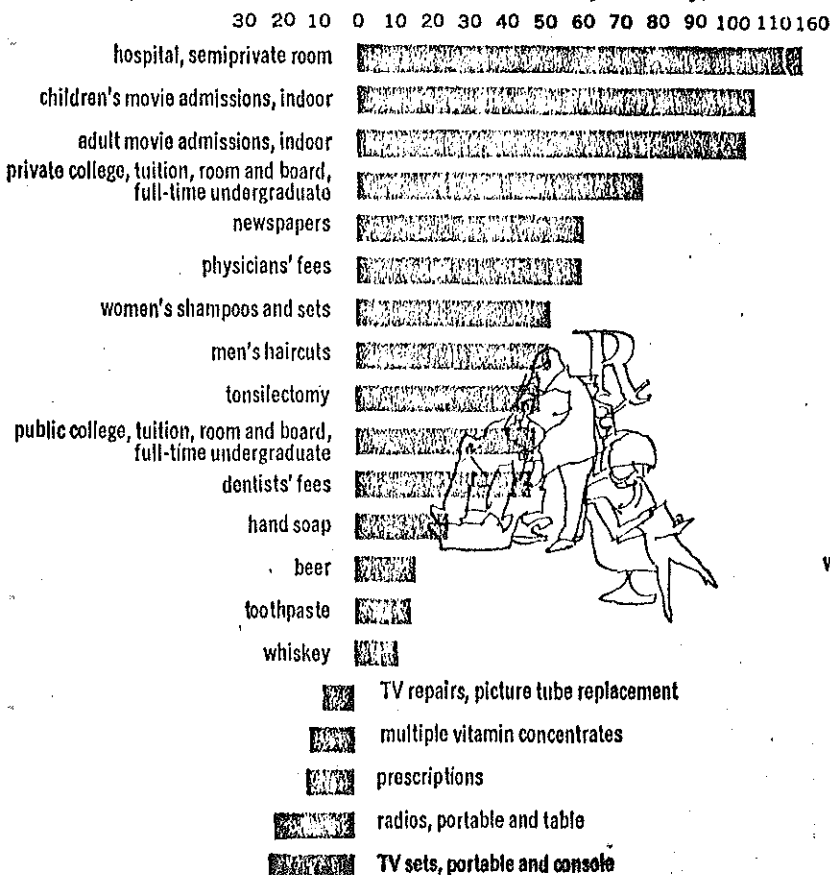 30 20 10 0 10 20 30 40 50 60 70 80 90 100 110 160
hospital, semiprivate room
children's movie admissions, indoor
adult movie admissions, indoor
private college, tuition, room and board,
full-time undergraduate
newspapers
physicians' fees
women's shampoos and sets
men's haircuts
tonsilectomy
public college, tuition, room and board,
full-time undergraduate
dentists' fees
hand soap
beer
toothpaste
whiskey
TV repairs, picture tube replacement
multiple vitamin concentrates
prescriptions
radios, portable and table
TV sets, portable and console